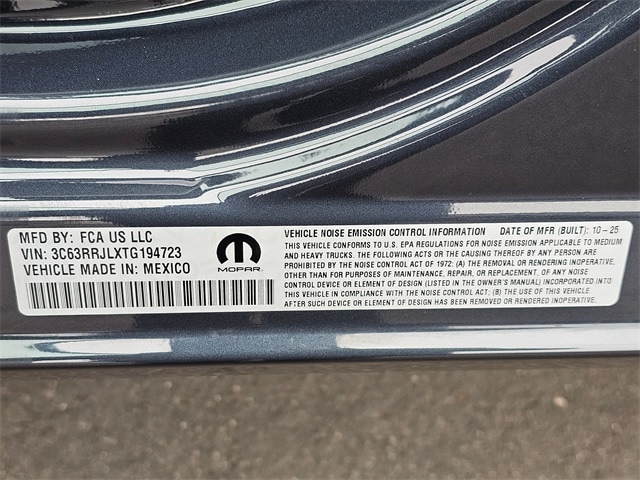 MFD BY: FCA US LLC
VIN: 3C63RRJLXTG194723
VEHICLE MADE IN: MEXICO
MOPAR.
VEHICLE NOISE EMISSION CONTROL INFORMATION DATE OF MFR (BUILT): 10-25
THIS VEHICLE CONFORMS TO U.S. EPA REGULATIONS FOR NOISE EMISSION APPLICABLE TO MEDIUM
AND HEAVY TRUCKS. THE FOLLOWING ACTS OR THE CAUSING THEREOF BY ANY PERSON ARE
PROHIBITED BY THE NOISE CONTROL ACT OF 1972: (A) THE REMOVAL OR RENDERING INOPERATIVE,
OTHER THAN FOR PURPOSES OF MAINTENANCE, REPAIR, OR REPLACEMENT, OF ANY NOISE
CONTROL DEVICE OR ELEMENT OF DESIGN (LISTED IN THE OWNER'S MANUAL) INCORPORATED INTO
THIS VEHICLE IN COMPLIANCE WITH THE NOISE CONTROL ACT; (B) THE USE OF THIS VEHICLE
AFTER SUCH DEVICE OR ELEMENT OF DESIGN HAS BEEN REMOVED OR RENDERED INOPERATIVE.